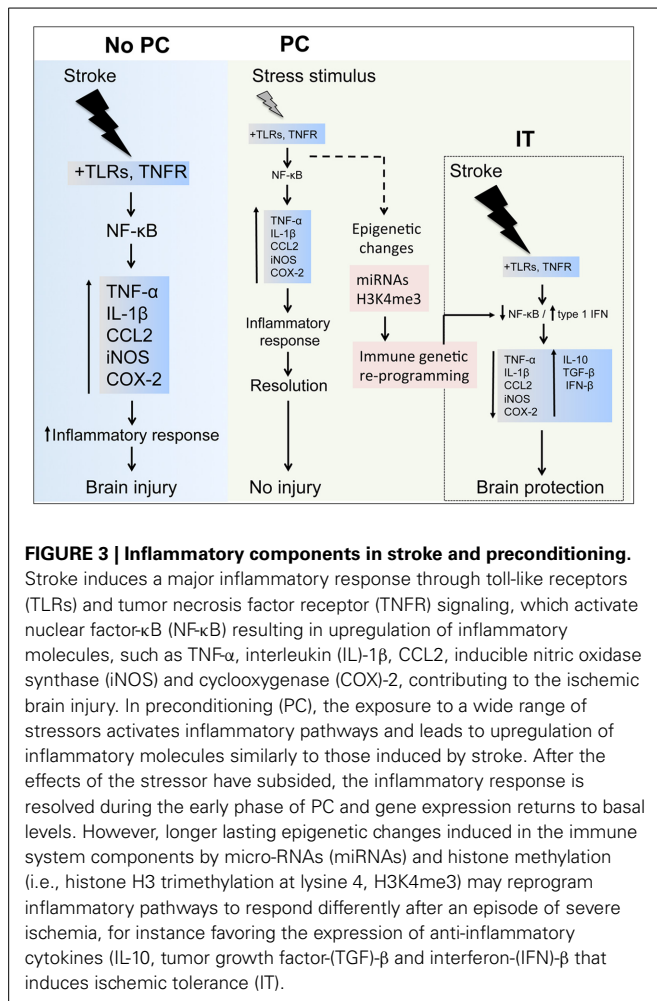 No PC
PC
Stroke
Stress stimulus
+TLRs, TNFR
+TLRs, TNFR
IT
Stroke
NF-κB
NF-κB
TNF-α
IL-1β
CCL2
iNOS
COX-2
TNF-α
IL-1β
CCL2
iNOS
COX-2
Epigenetic
changes
+TLRs, TNFR
miRNAs
H3K4me3
NF-κB / type 1 IFN
Inflammatory
response
Immune genetic
re-programming
TNF-α
IL-1β
CCL2
iNOS
COX-2
IL-10
TGF-β
IFN-β
Resolution
Inflammatory response
Brain injury
No injury
Brain protection
FIGURE 3 | Inflammatory components in stroke and preconditioning.
Stroke induces a major inflammatory response through toll-like receptors
(TLRs) and tumor necrosis factor receptor (TNFR) signaling, which activate
nuclear factor-κB (NF-κB) resulting in upregulation of inflammatory
molecules, such as TNF-α, interleukin (IL)-1β, CCL2, inducible nitric oxidase
synthase (iNOS) and cyclooxygenase (COX)-2, contributing to the ischemic
brain injury. In preconditioning (PC), the exposure to a wide range of
stressors activates inflammatory pathways and leads to upregulation of
inflammatory molecules similarly to those induced by stroke. After the
effects of the stressor have subsided, the inflammatory response is
resolved during the early phase of PC and gene expression returns to basal
levels. However, longer lasting epigenetic changes induced in the immune
system components by micro-RNAs (miRNAs) and histone methylation
(i.e., histone H3 trimethylation at lysine 4, H3K4me3) may reprogram
inflammatory pathways to respond differently after an episode of severe
ischemia, for instance favoring the expression of anti-inflammatory
cytokines (IL-10, tumor growth factor-(TGF)-β and interferon-(IFN)-β that
induces ischemic tolerance (IT).